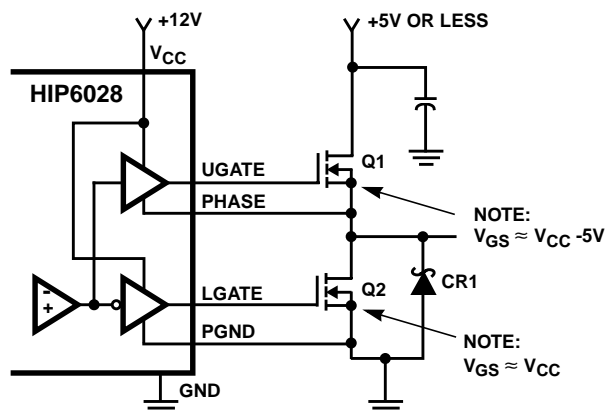 +12V
+5V OR LESS
VCC
HIP6028
UGATE
Q1
PHASE
NOTE:
VGS ≈ VCC -5V
- +
LGATE
Q2
CR1
PGND
NOTE:
VGS ≈ VCC
GND